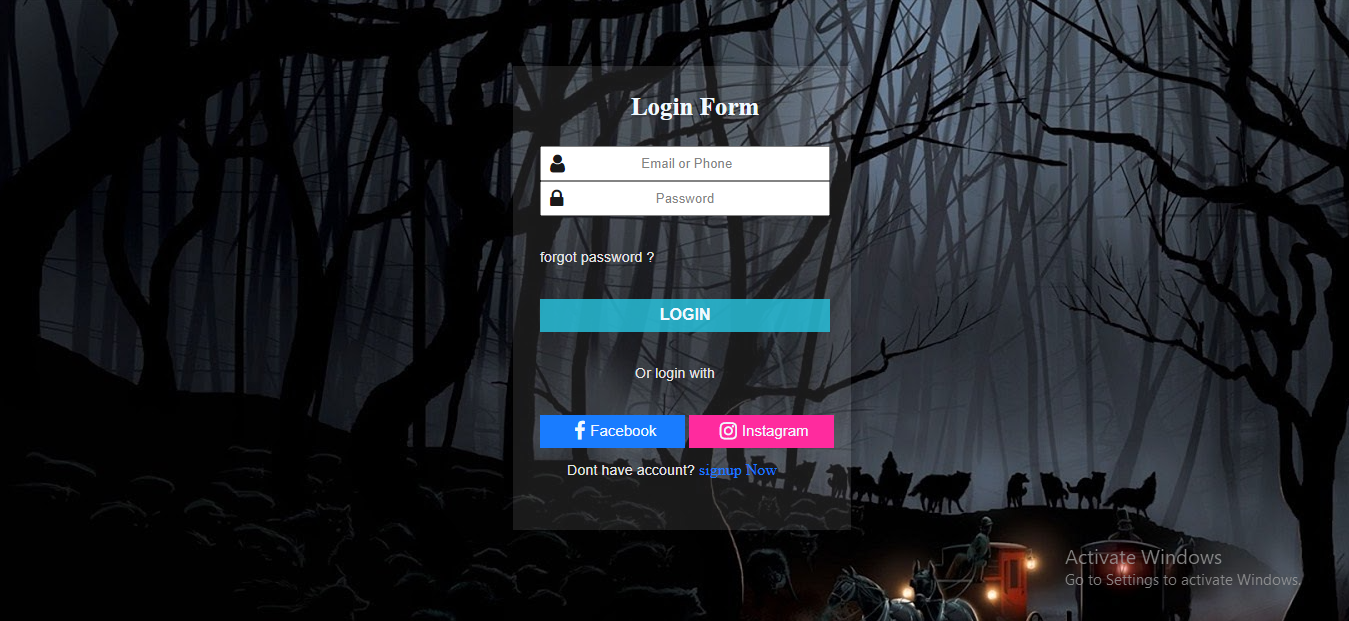 Login Form
Email or Phone
Password
forgot password ?
LOGIN
Or login with
Facebook Instagram
Dont have account? signup Now
Activate Windows
Go to Settings to activate Windows.